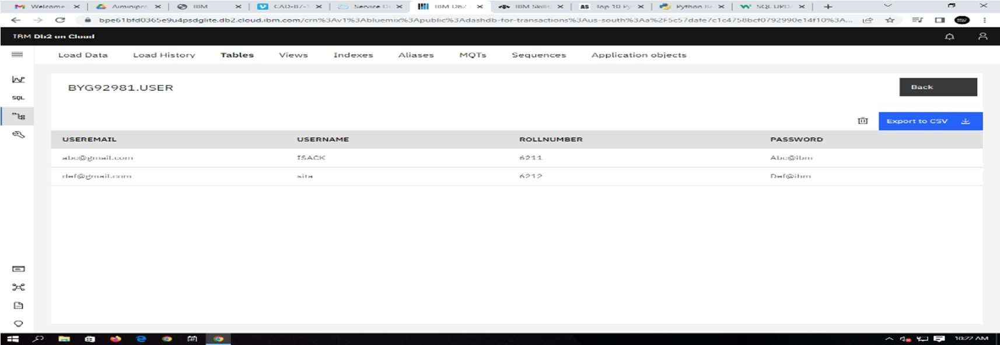 Welcome
IBM
CAD-B7-1
Service D
IBM Db2
IBM Skills
AS Top 10 Py
Python
SQL UPD
bpe61bfd0365e9u4psdglite.db2.cloud.ibm.com/crn%3Av1%3Abluemix%3Apublic%3Adashdb-for-transactions%3Aus-south%3Aa%2F5c57dafe7c1c4758bcf0792990e14f10%3A...
IBM Db2 on Cloud
Load Data Load History Tables Views Indexes Aliases MQTs Sequences Application objects
BYG92981.USER
Back
SQL
Export to CSV
USEREMAIL USERNAME ROLLNUMBER PASSWORD
abc@gmail.com ISACK 6211 Abc@ibm
def@gmail.com sita 6212 Def@ibm
10:22 AM